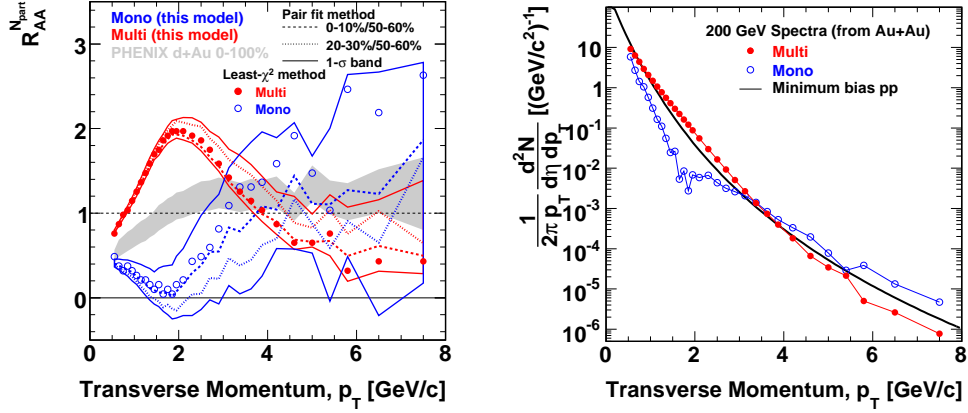 R_AA^N_part
Mono (this model)
Multi (this model)
PHENIX d+Au 0-100%
Pair fit method
0-10%/50-60%
20-30%/50-60%
1-σ band
Least-χ² method
Multi
Mono
3
2
1
0
0 2 4 6 8
Transverse Momentum, p_T [GeV/c]
200 GeV Spectra (from Au+Au)
Multi
Mono
Minimum bias pp
1/(2π p_T) d²N/(dη dp_T) [(GeV/c²)⁻¹]
10
1
10⁻¹
10⁻²
10⁻³
10⁻⁴
10⁻⁵
10⁻⁶
0 2 4 6 8
Transverse Momentum, p_T [GeV/c]